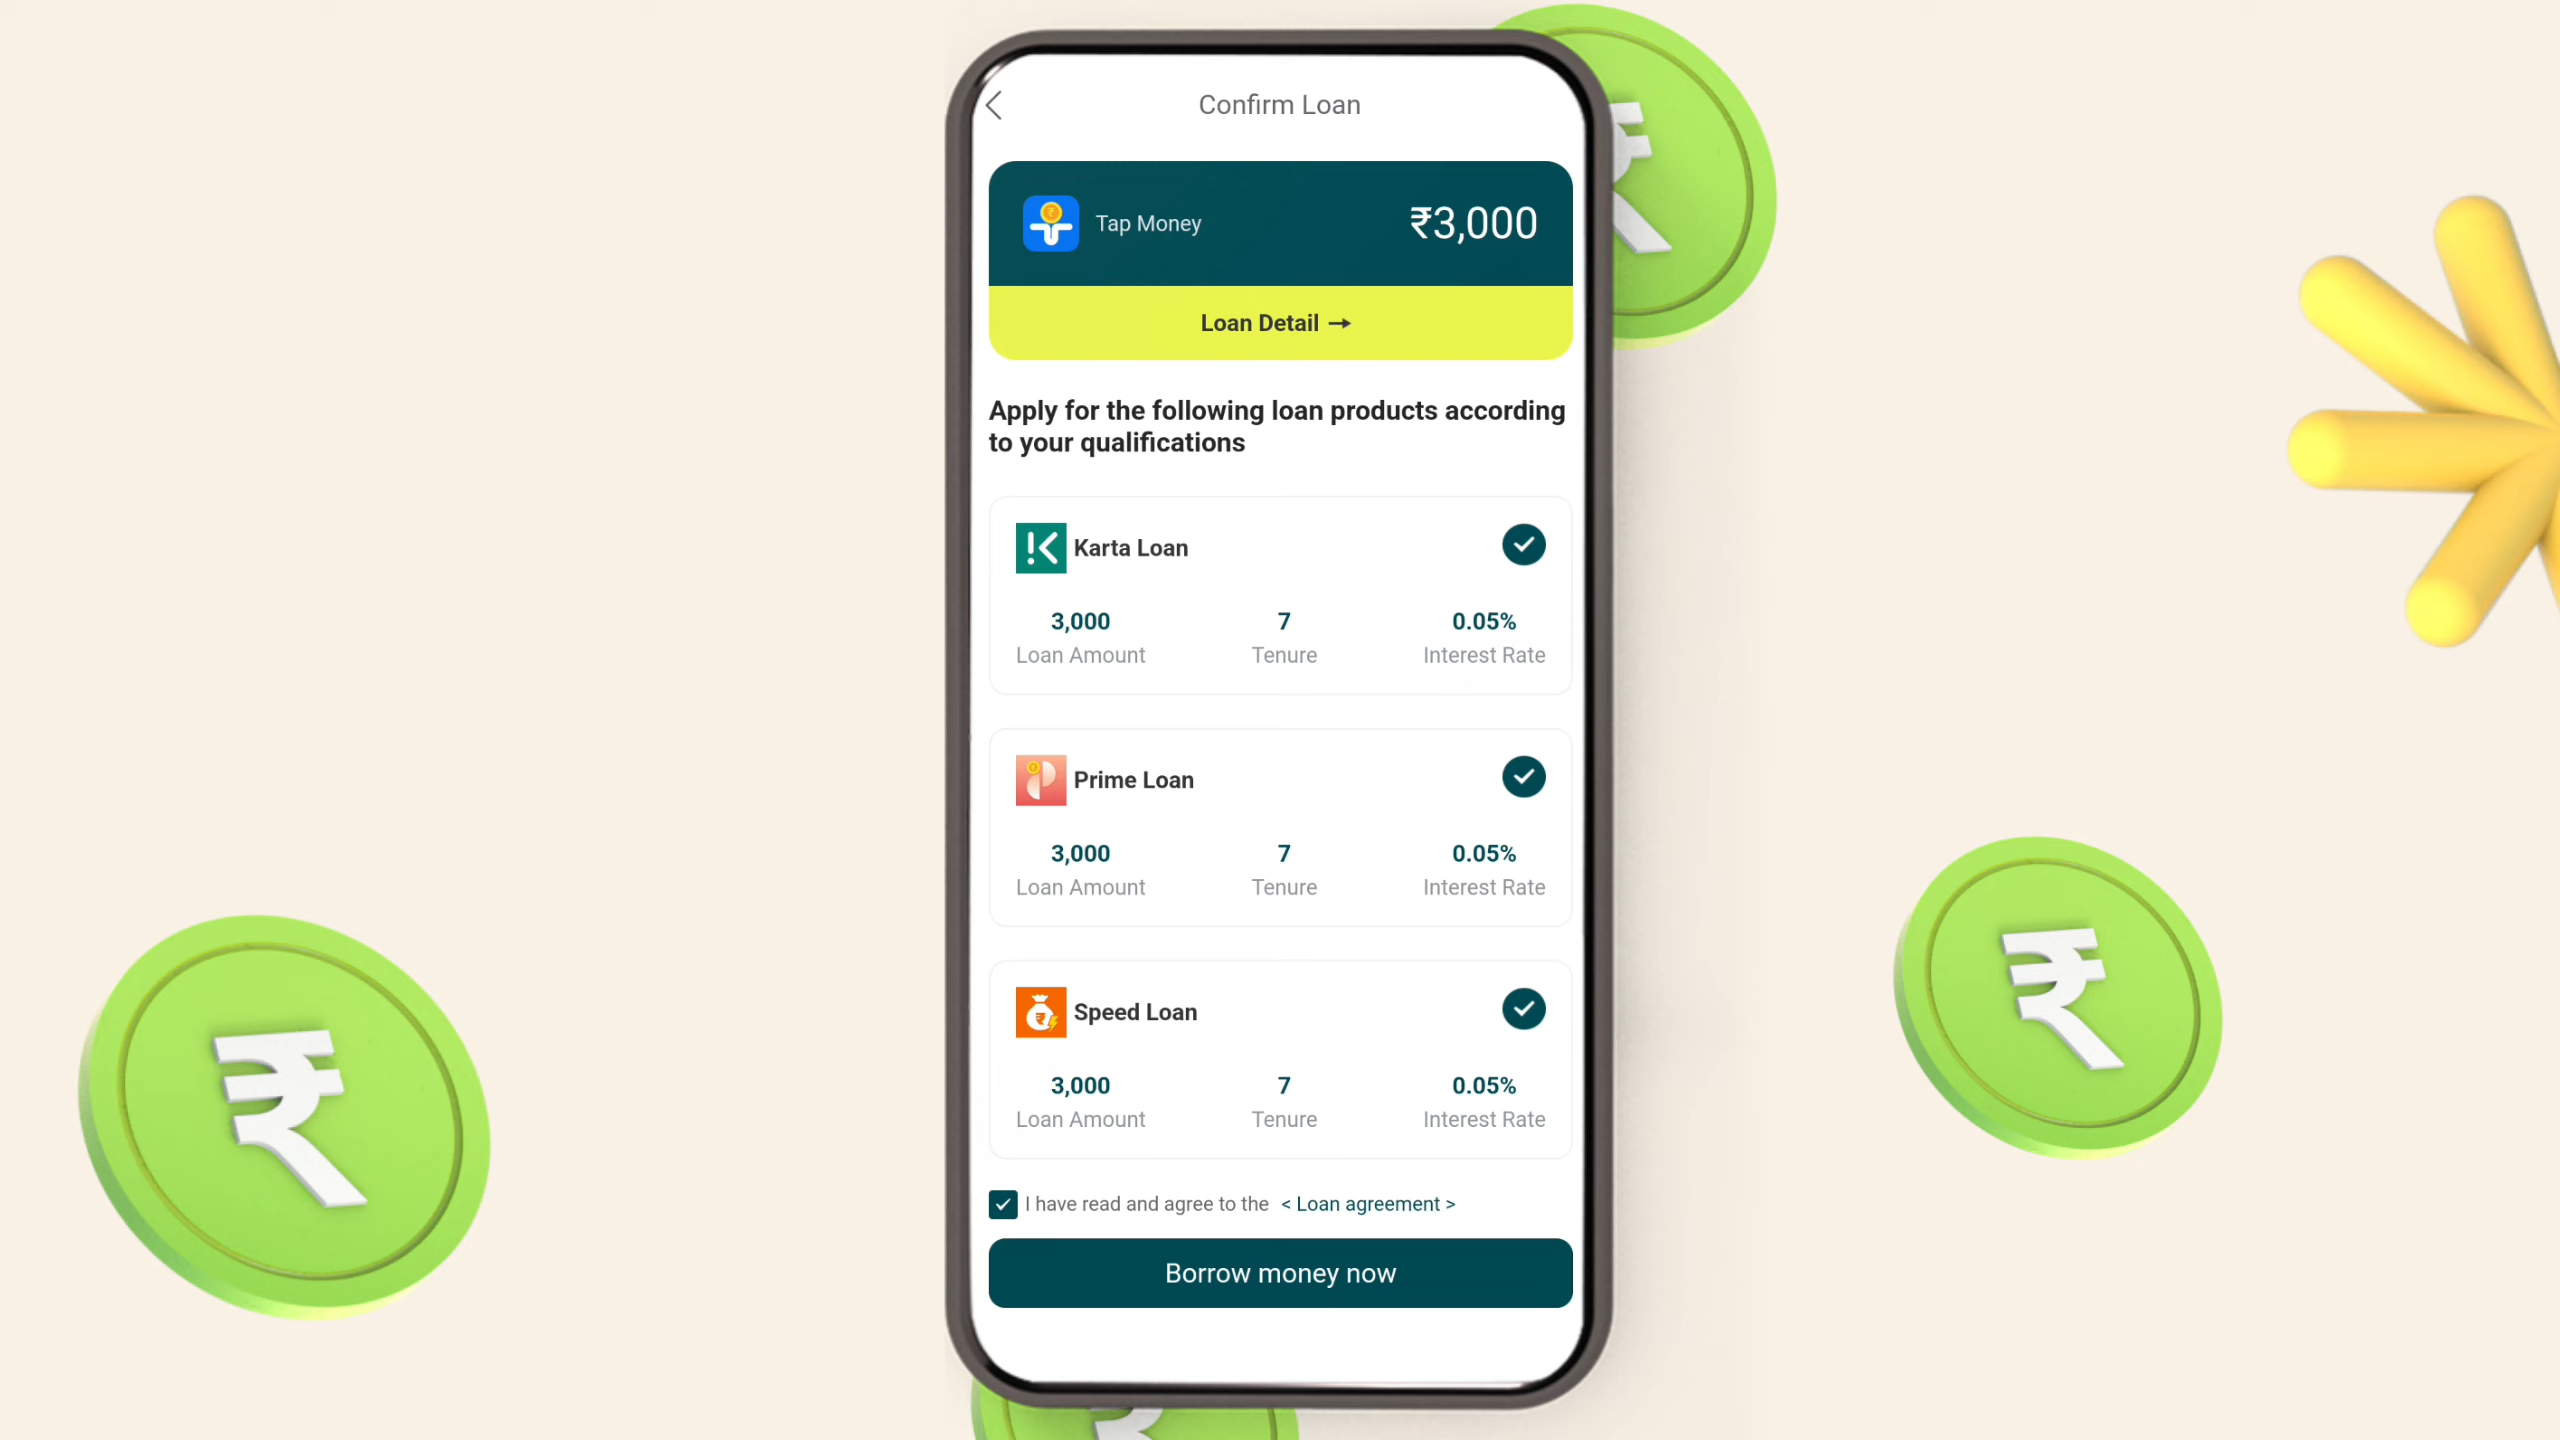 Confirm Loan
Tap Money
₹3,000
Loan Detail →
Apply for the following loan products according
to your qualifications
Karta Loan
3,000 7 0.05%
Loan Amount Tenure Interest Rate
Prime Loan
3,000 7 0.05%
Loan Amount Tenure Interest Rate
Speed Loan
3,000 7 0.05%
Loan Amount Tenure Interest Rate
I have read and agree to the < Loan agreement >
Borrow money now
₹
₹
₹